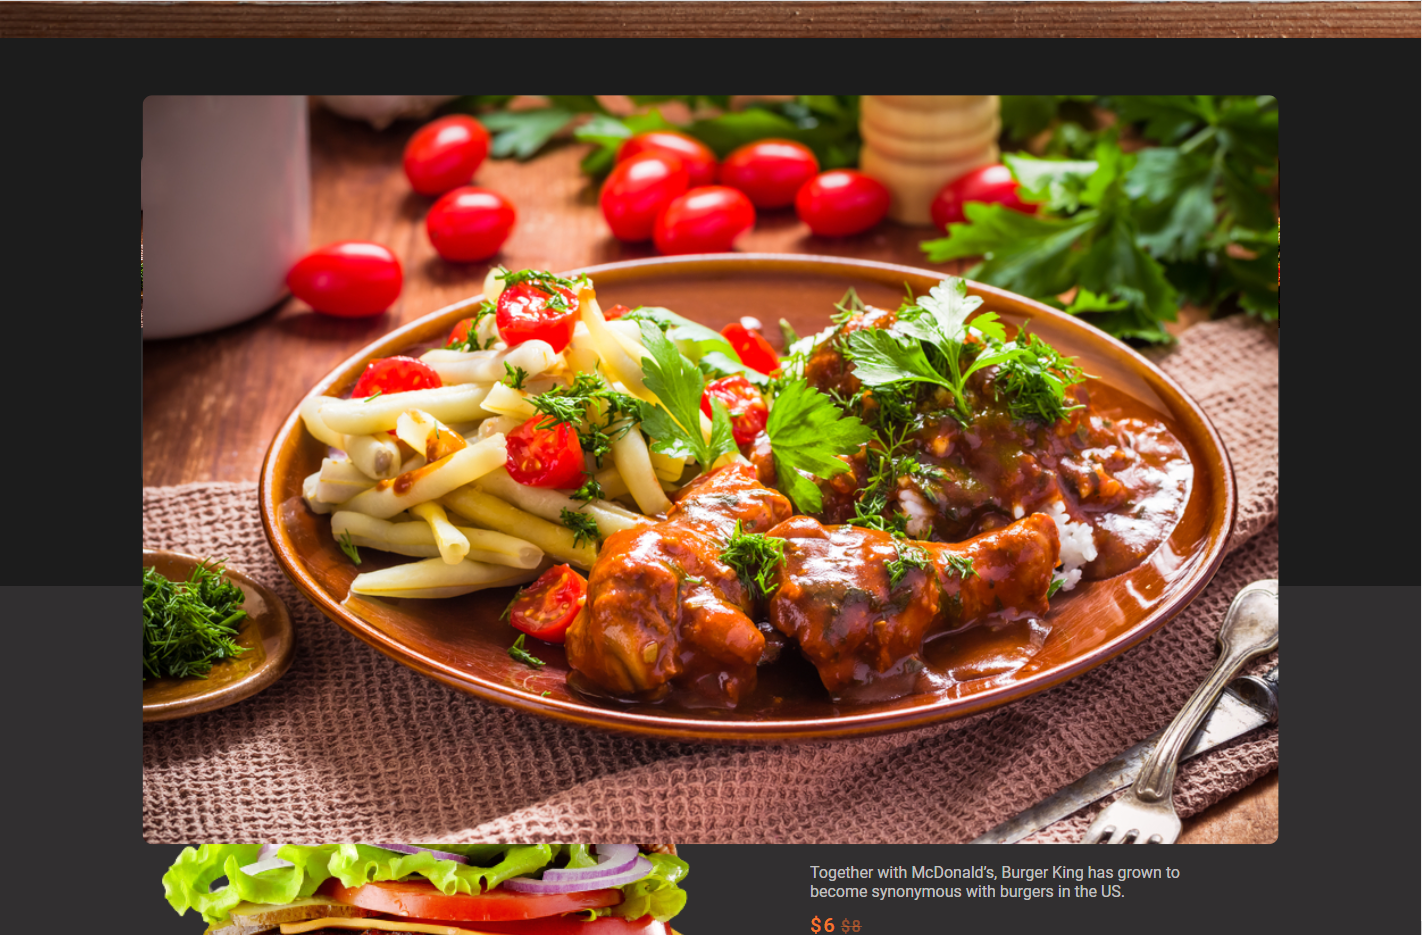 Together with McDonald's, Burger King has grown to
become synonymous with burgers in the US.
$6 $8